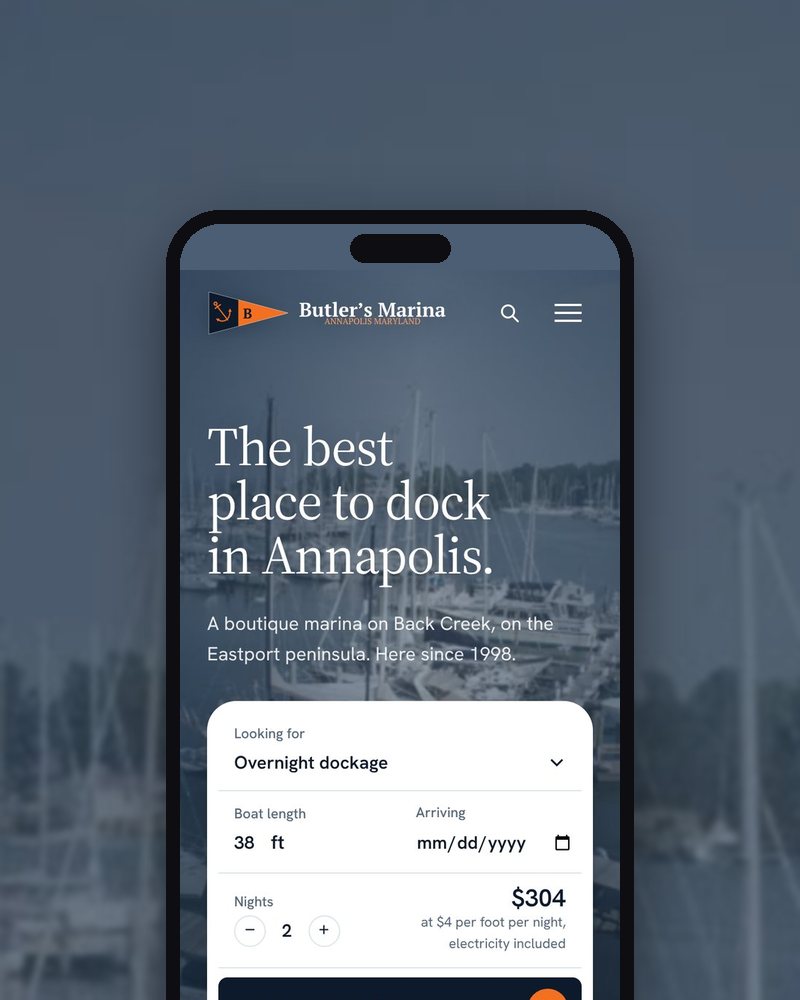 B
Butler's Marina
ANNAPOLIS MARYLAND
The best
place to dock
in Annapolis.
A boutique marina on Back Creek, on the
Eastport peninsula. Here since 1998.
Looking for
Overnight dockage
Boat length
Arriving
38 ft
mm/dd/yyyy
Nights
$304
− 2 +
at $4 per foot per night,
electricity included